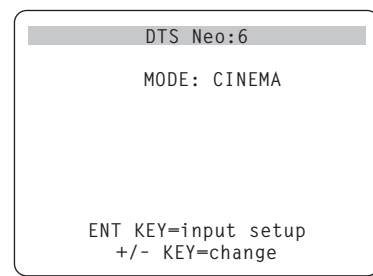 DTS Neo:6
MODE: CINEMA
ENT KEY=input setup
+/- KEY=change